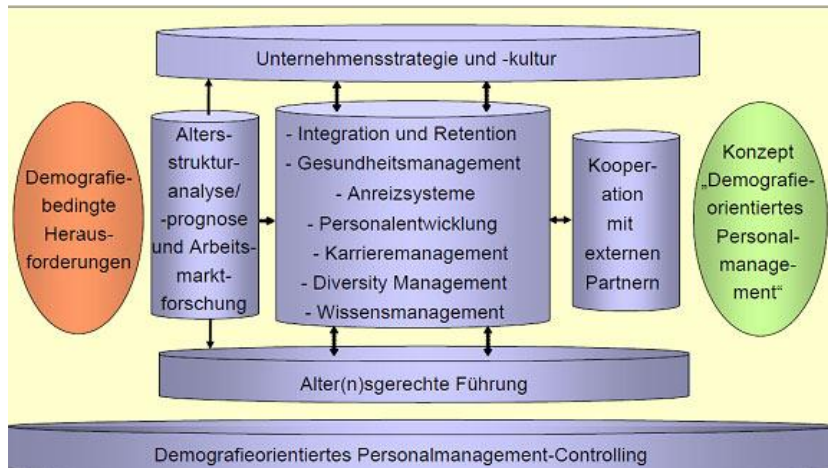 Unternehmensstrategie und -kultur
Demografie-
bedingte
Heraus-
forderungen
Alters-
struktur-
analyse/
-prognose
und Arbeits-
markt-
forschung
- Integration und Retention
- Gesundheitsmanagement
- Anreizsysteme
- Personalentwicklung
- Karrieremanagement
- Diversity Management
- Wissensmanagement
Kooper-
ation
mit
externen
Partnern
Konzept
„Demografie-
orientiertes
Personal-
manage-
ment“
Alter(n)sgerechte Führung
Demografieorientiertes Personalmanagement-Controlling